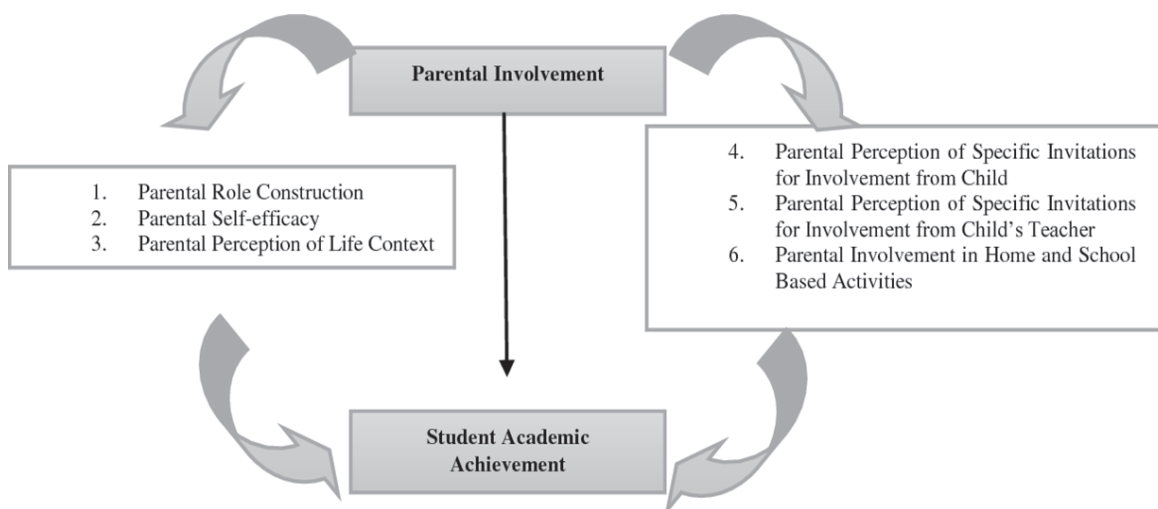 Parental Involvement
1. Parental Role Construction
2. Parental Self-efficacy
3. Parental Perception of Life Context
4. Parental Perception of Specific Invitations
for Involvement from Child
5. Parental Perception of Specific Invitations
for Involvement from Child’s Teacher
6. Parental Involvement in Home and School
Based Activities
Student Academic
Achievement